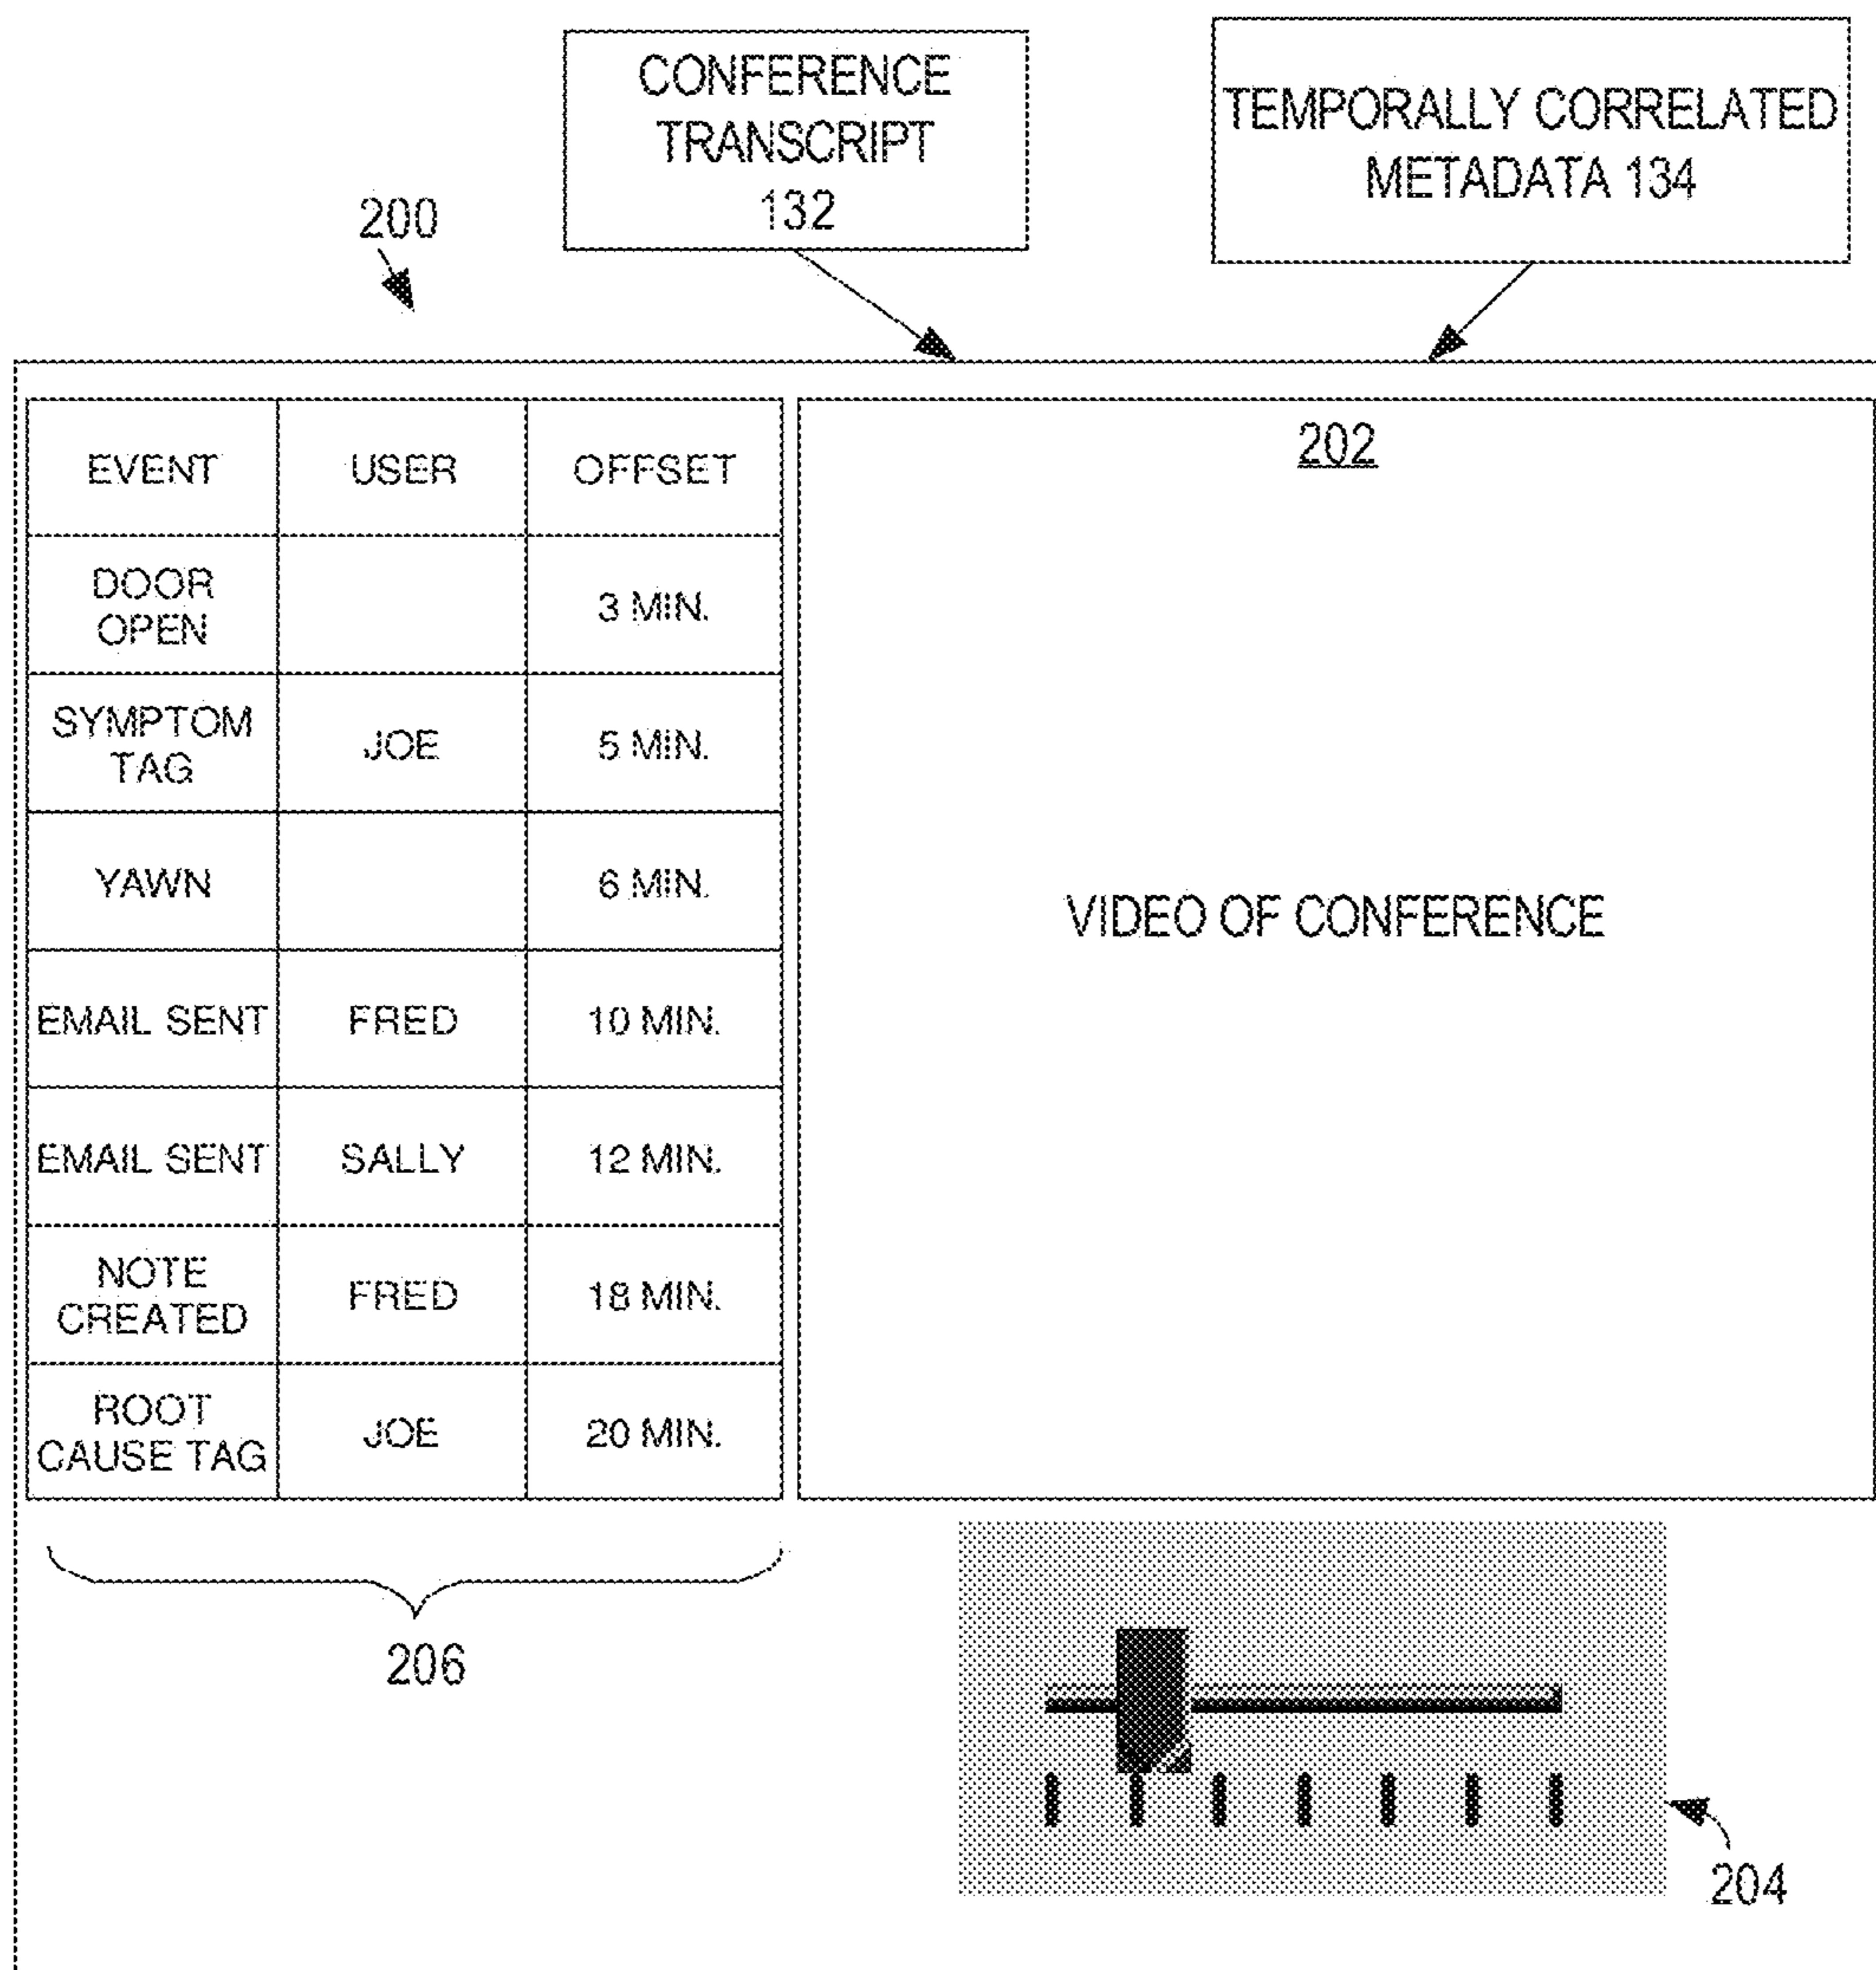 CONFERENCE
TRANSCRIPT
132
TEMPORALLY CORRELATED
METADATA 134
200
EVENT USER OFFSET
DOOR
OPEN
3 MIN.
SYMPTOM
TAG
JOE
5 MIN.
YAWN
6 MIN.
EMAIL SENT FRED 10 MIN.
EMAIL SENT SALLY 12 MIN.
NOTE
CREATED
FRED
18 MIN.
ROOT
CAUSE TAG
JOE
20 MIN.
202
VIDEO OF CONFERENCE
206
204